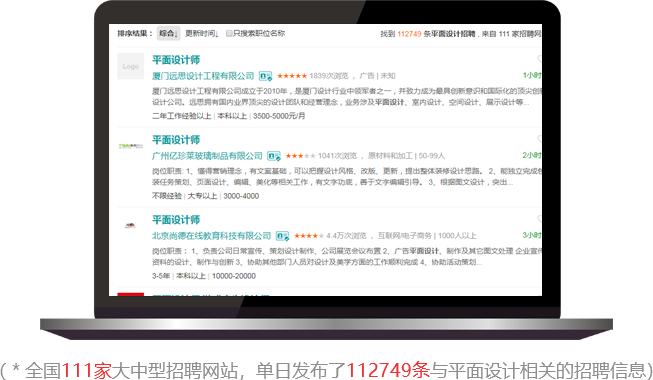 排序结果: 综合↓ 更新时间↓ 只搜索职位名称 找到 112749 条平面设计招聘, 来自 111 家招聘网
Logo
平面设计师
厦门远思设计工程有限公司 ★★★★★ 1839次浏览 , 广告 | 未知 1小时
厦门远思设计工程有限公司成立于2010年,是厦门设计行业中领军者之一,并致力成为最具创新意识和国际化的顶尖创新
设计公司。远思拥有国内业界顶尖的设计团队和经营理念,业务涉及平面设计、室内设计、空间设计、展示设计等...
二年工作经验以上 | 本科以上 | 3500-5000元/月
平面设计师
广州亿珍莱玻璃制品有限公司 ★★★★★ 1041次浏览 , 原材料和加工 | 50-99人 2小时
岗位职责: 1、懂得营销理念,有文案基础,可以把握设计风格、改版、更新,提出整体装修设计思路。 2、能独立完成包
装任务策划、页面设计、编辑、美化等相关工作,有文字功底,善于文字编辑引导。 3、根据图文设计,突出...
不限经验 | 大专以上 | 3000-4000
平面设计师
北京尚德在线教育科技有限公司 ★★★★★ 4.4万次浏览 , 互联网/电子商务 | 1000人以上 3小时
岗位职责: 1、负责公司日常宣传、策划设计制作、公司展览会议布置 2、广告平面设计、制作及其它图文处理 企业宣传
资料的设计、制作与创新 3、协助其他部门人员对设计及美学方面的工作顺利完成 4、协助活动策划...
3-5年 | 本科以上 | 10000-20000
( * 全国111家大中型招聘网站,单日发布了112749条与平面设计相关的招聘信息)